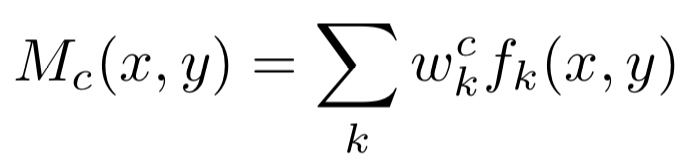 M_c(x, y) = \sum_k w_k^c f_k(x, y)